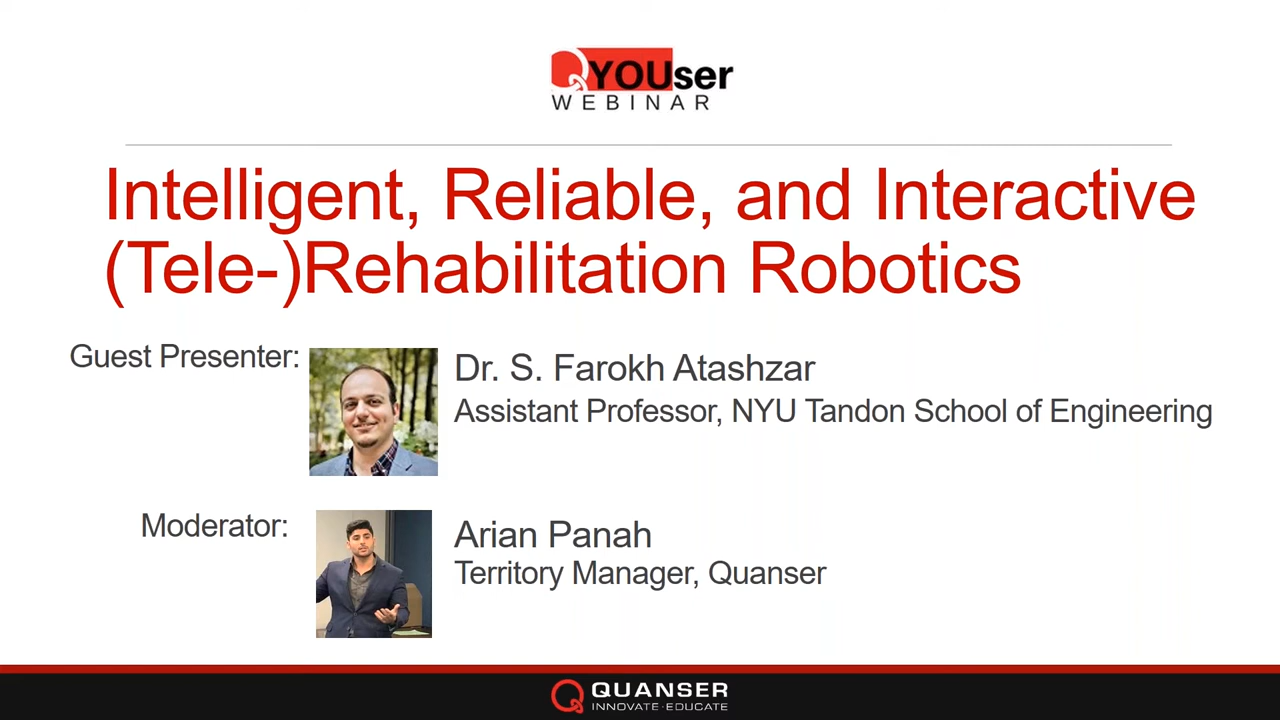 QYOUser
WEBINAR
Intelligent, Reliable, and Interactive
(Tele-)Rehabilitation Robotics
Guest Presenter:
Dr. S. Farokh Atashzar
Assistant Professor, NYU Tandon School of Engineering
Moderator:
Arian Panah
Territory Manager, Quanser
QUANSER
INNOVATE·EDUCATE